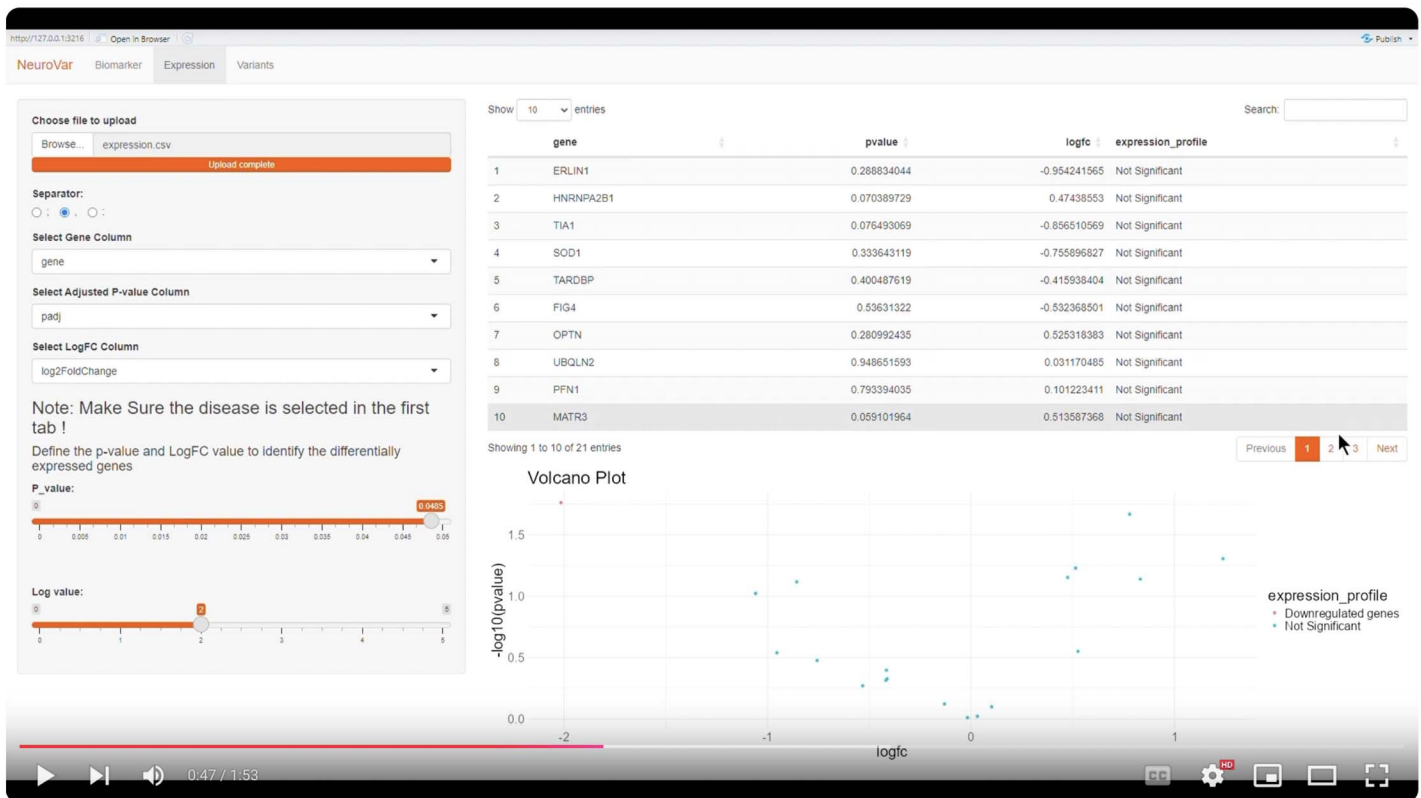 http://127.0.0.1:3216 Open in Browser Publish
NeuroVar Biomarker Expression Variants
Choose file to upload
Browse... expression.csv
Upload complete
Separator:
; , :
Select Gene Column
gene
Select Adjusted P-value Column
padj
Select LogFC Column
log2FoldChange
Note: Make Sure the disease is selected in the first
tab !
Define the p-value and LogFC value to identify the differentially
expressed genes
P_value:
0 0.0485
0 0.005 0.01 0.015 0.02 0.025 0.03 0.035 0.04 0.045 0.05
Log value:
0 2 5
0 1 2 3 4 5
Show 10 entries Search:
gene pvalue logfc expression_profile
1 ERLIN1 0.288834044 -0.954241565 Not Significant
2 HNRNPA2B1 0.070389729 0.47438553 Not Significant
3 TIA1 0.076493069 -0.856510569 Not Significant
4 SOD1 0.333643119 -0.755896827 Not Significant
5 TARDBP 0.400487619 -0.415938404 Not Significant
6 FIG4 0.53631322 -0.532368501 Not Significant
7 OPTN 0.280992435 0.525318383 Not Significant
8 UBQLN2 0.948651593 0.031170485 Not Significant
9 PFN1 0.793394035 0.101223411 Not Significant
10 MATR3 0.059101964 0.513587368 Not Significant
Showing 1 to 10 of 21 entries Previous 1 2 3 Next
Volcano Plot
-log10(pvalue)
1.5
1.0
0.5
0.0
-2 -1 0 1
logfc
expression_profile
Downregulated genes
Not Significant
0:47 / 1:53
CC HD